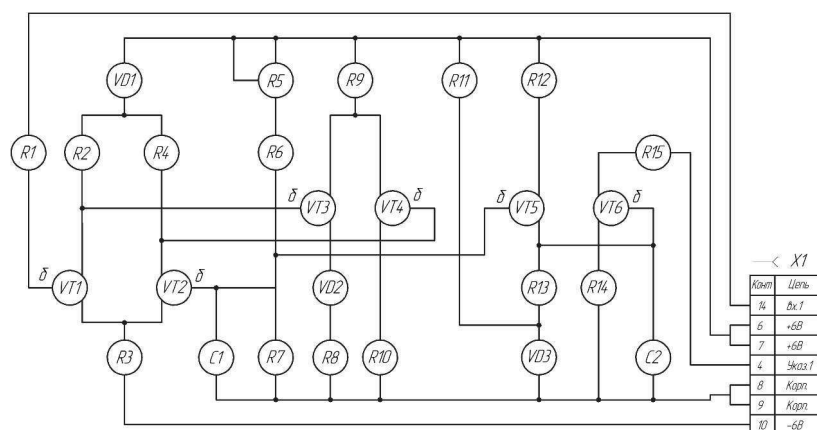 VD1
R5
R9
R11
R12
R1
R2
R4
R6
R15
б
VT3
VT4
б
б
VT5
VT6
б
б
VT1
VT2
б
VD2
R13
R14
R3
C1
R7
R8
R10
VD3
C2
X1
Конт Цепь
14 Вх.1
6 +6В
7 +6В
4 Указ.1
8 Корп.
9 Корп.
10 -6В